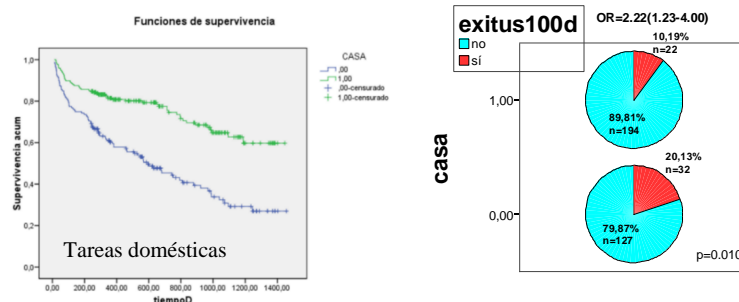 Funciones de supervivencia
CASA
,00
1,00
,00-censurado
1,00-censurado
Supervivencia acum
1,0
0,8
0,6
0,4
0,2
0,0
Tareas domésticas
0,00 200,00 400,00 600,00 800,00 1000,00 1200,00 1400,00
tiempoD
exitus100d
no
sí
OR=2.22(1.23-4.00)
10,19%
n=22
1,00
89,81%
n=194
casa
20,13%
n=32
0,00
79,87%
n=127
p=0.010